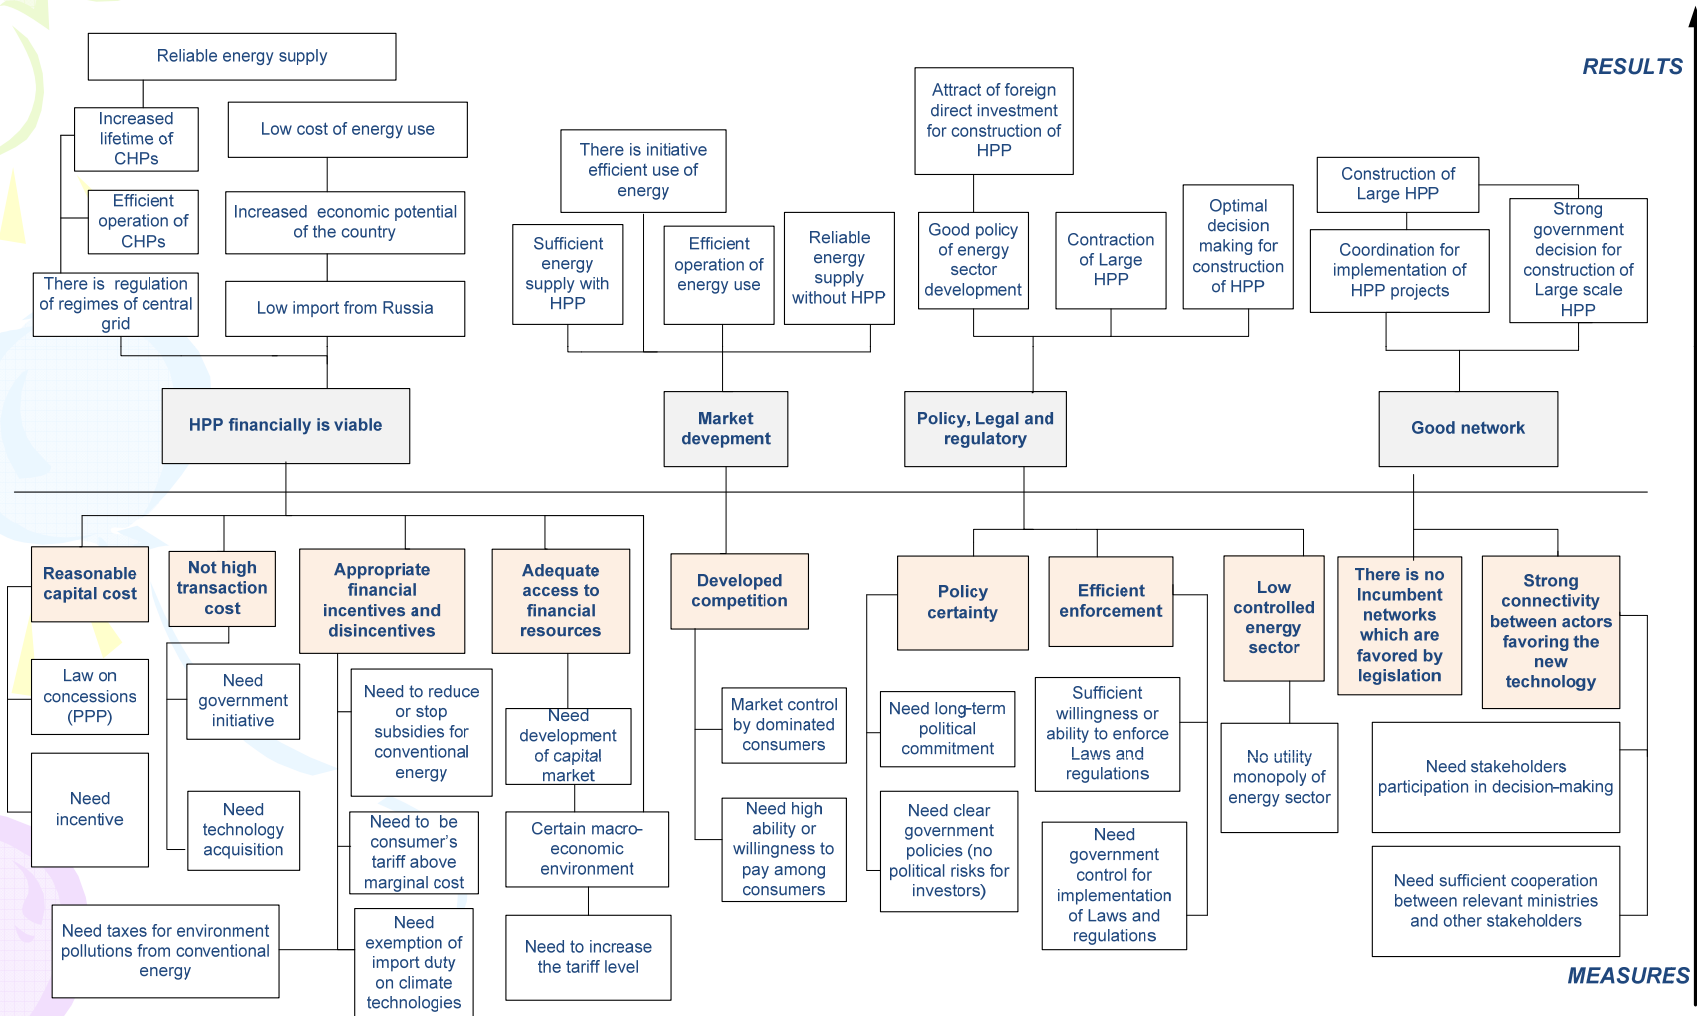 RESULTS
Reliable energy supply
Increased
lifetime of
CHPs
Efficient
operation of
CHPs
There is regulation
of regimes of central
grid
Low cost of energy use
Increased economic potential
of the country
Low import from Russia
There is initiative
efficient use of
energy
Sufficient
energy
supply with
HPP
Efficient
operation of
energy use
Reliable
energy
supply
without HPP
Attract of foreign
direct investment
for construction of
HPP
Good policy
of energy
sector
development
Contraction
of Large
HPP
Optimal
decision
making for
construction
of HPP
Construction of
Large HPP
Coordination for
implementation of
HPP projects
Strong
government
decision for
construction of
Large scale
HPP
HPP financially is viable
Market
devepment
Policy, Legal and
regulatory
Good network
Reasonable
capital cost
Law on
concessions
(PPP)
Need
incentive
Not high
transaction
cost
Need
government
initiative
Need
technology
acquisition
Appropriate
financial
incentives and
disincentives
Need to reduce
or stop
subsidies for
conventional
energy
Need to be
consumer's
tariff above
marginal cost
Need taxes for environment
pollutions from conventional
energy
Need
exemption of
import duty
on climate
technologies
Adequate
access to
financial
resources
Need
development
of capital
market
Certain macro-
economic
environment
Need to increase
the tariff level
Developed
competition
Market control
by dominated
consumers
Need high
ability or
willingness to
pay among
consumers
Policy
certainty
Need long-term
political
commitment
Need clear
government
policies (no
political risks for
investors)
Efficient
enforcement
Sufficient
willingness or
ability to enforce
Laws and
regulations
Need
government
control for
implementation
of Laws and
regulations
Low
controlled
energy
sector
No utility
monopoly of
energy sector
There is no
Incumbent
networks
which are
favored by
legislation
Strong
connectivity
between actors
favoring the
new
technology
Need stakeholders
participation in decision-making
Need sufficient cooperation
between relevant ministries
and other stakeholders
MEASURES